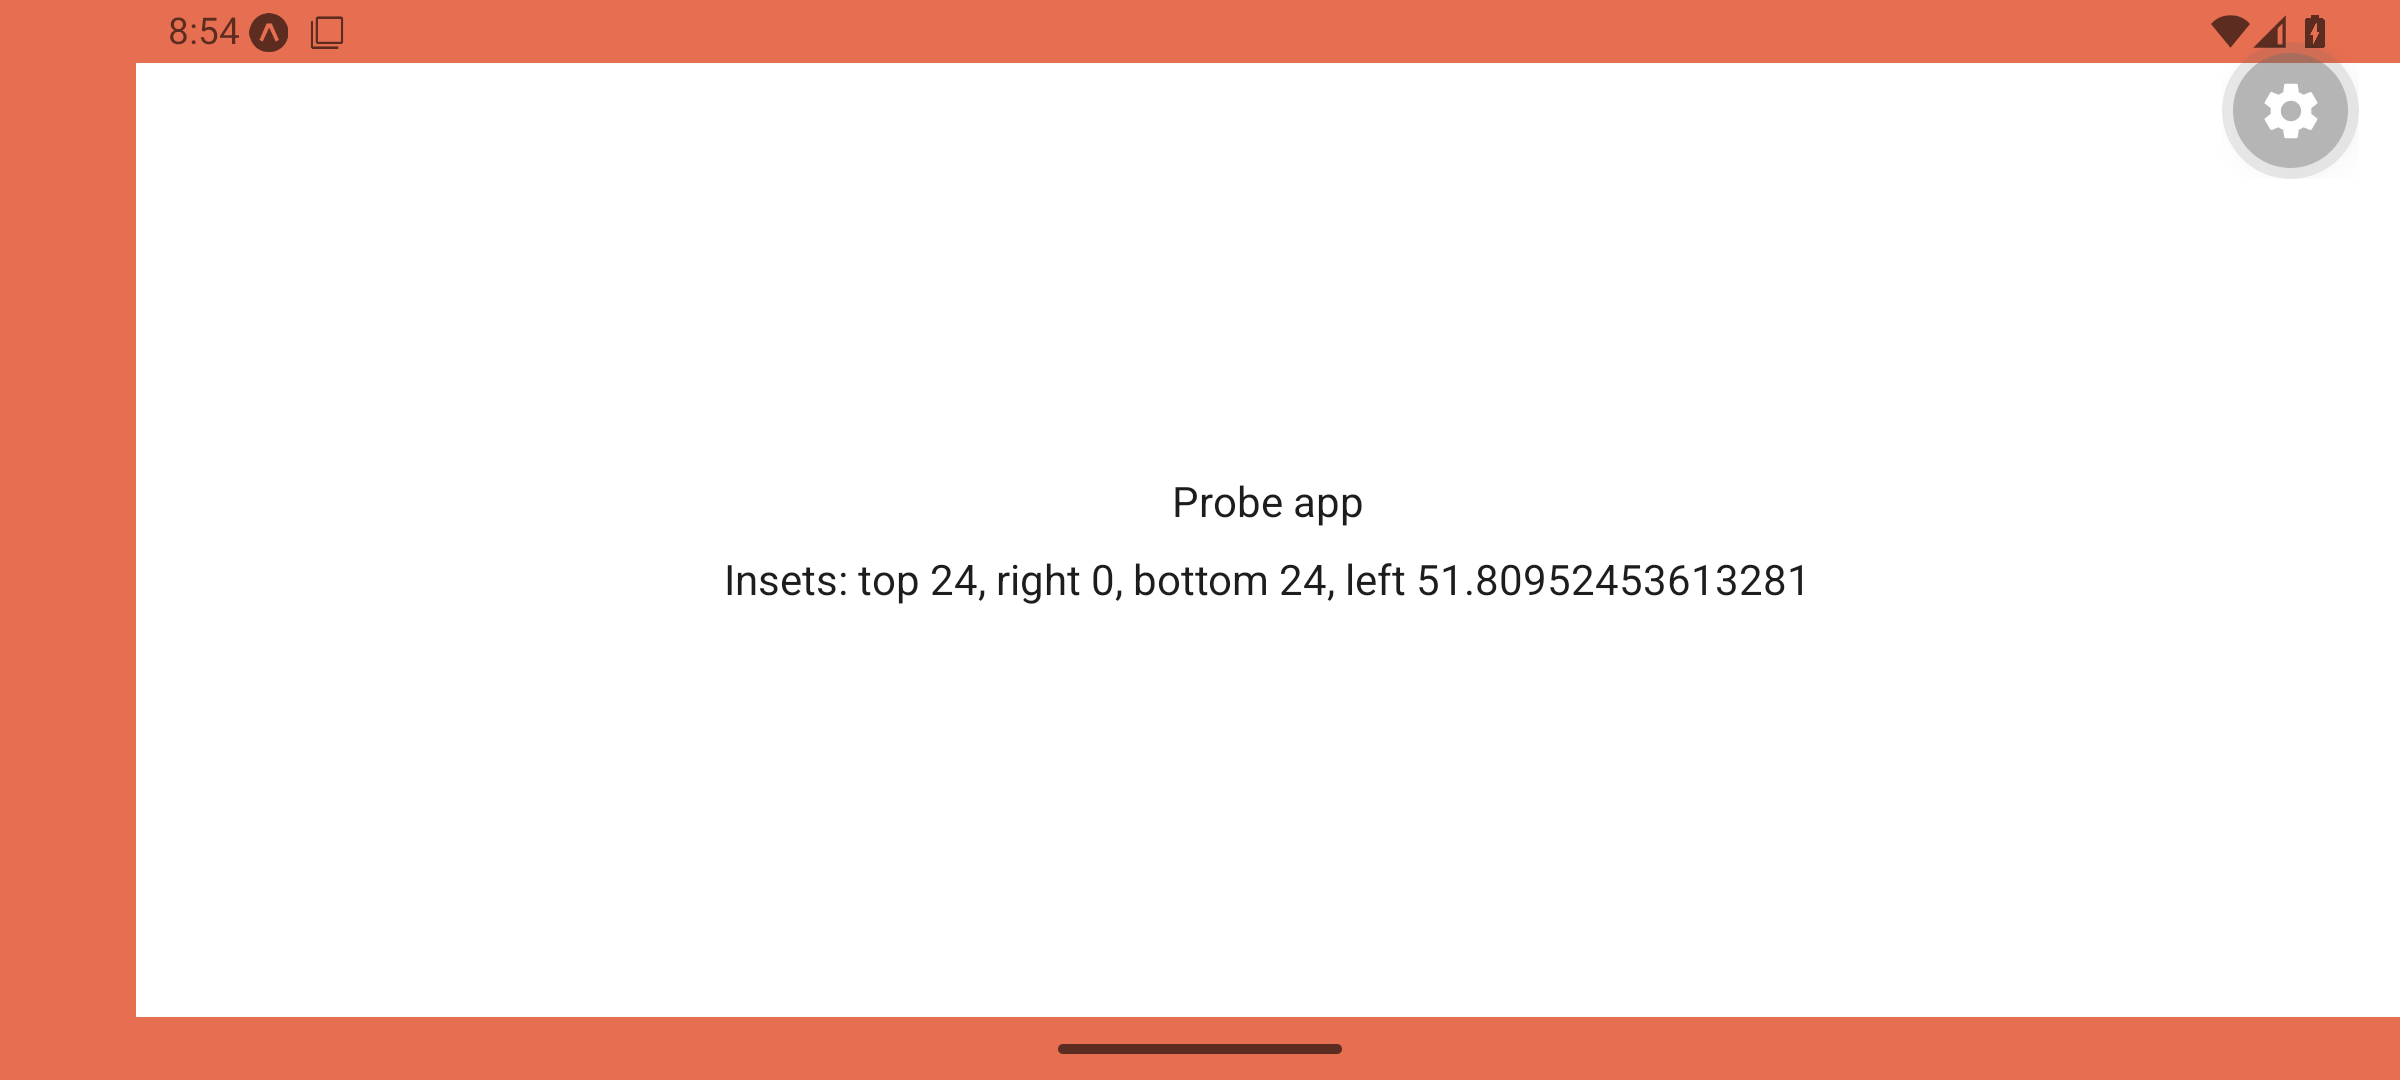 8:54
Probe app
Insets: top 24, right 0, bottom 24, left 51.80952453613281